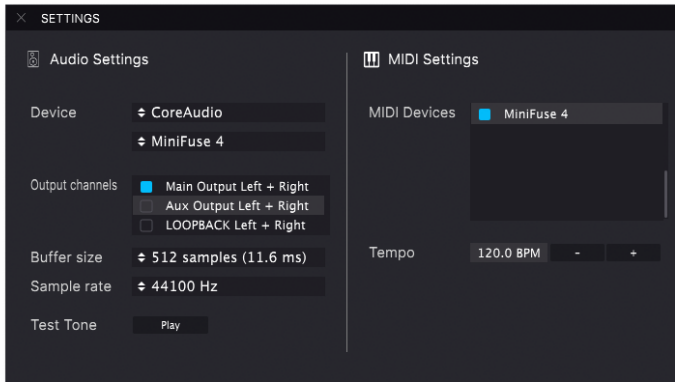 SETTINGS
Audio Settings
Device
CoreAudio
MiniFuse 4
Output channels
Main Output Left + Right
Aux Output Left + Right
LOOPBACK Left + Right
Buffer size
512 samples (11.6 ms)
Sample rate
44100 Hz
Test Tone
Play
MIDI Settings
MIDI Devices
MiniFuse 4
Tempo
120.0 BPM
-
+